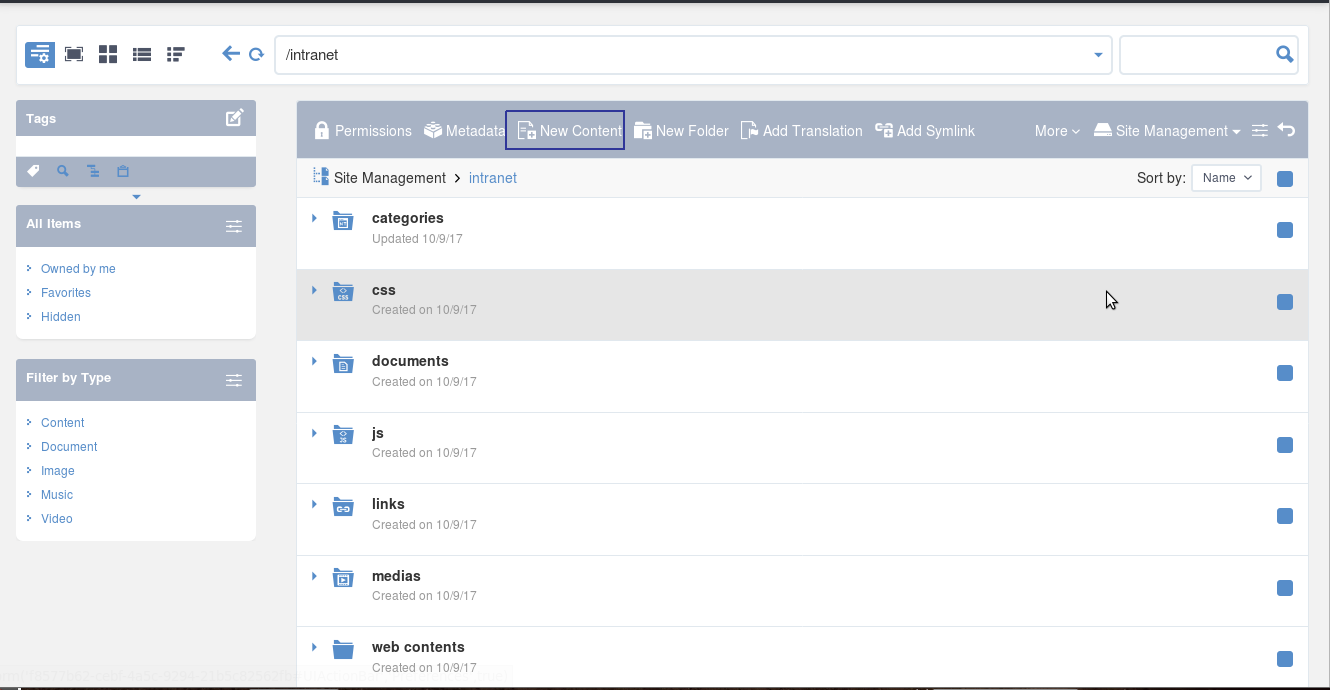 /intranet
Tags
Permissions Metadata New Content New Folder Add Translation Add Symlink More Site Management
Site Management intranet Sort by: Name
All Items
Owned by me
Favorites
Hidden
Filter by Type
Content
Document
Image
Music
Video
categories
Updated 10/9/17
css
Created on 10/9/17
documents
Created on 10/9/17
js
Created on 10/9/17
links
Created on 10/9/17
medias
Created on 10/9/17
web contents
Created on 10/9/17